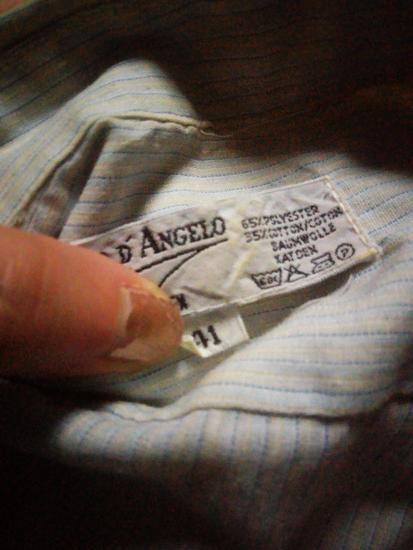 D'ANGELO
65% POLYESTER
35% COTTON/COTON
BAUMWOLLE
KATOEN
P
41